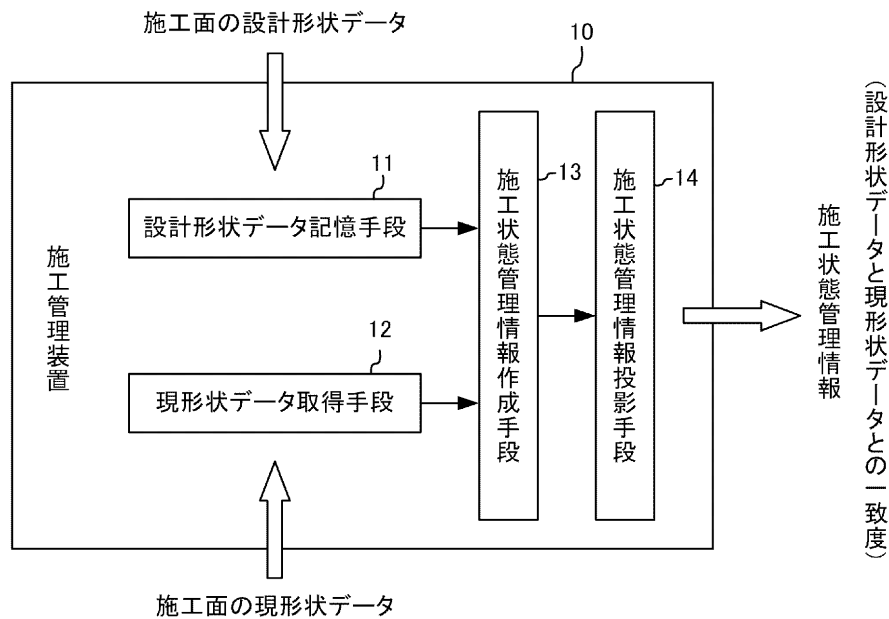 施工面の設計形状データ
10
11
設計形状データ記憶手段
施工管理装置
12
現形状データ取得手段
13
施工状態管理情報作成手段
14
施工状態管理情報投影手段
施工状態管理情報
（設計形状データと現形状データとの一致度）
施工面の現形状データ